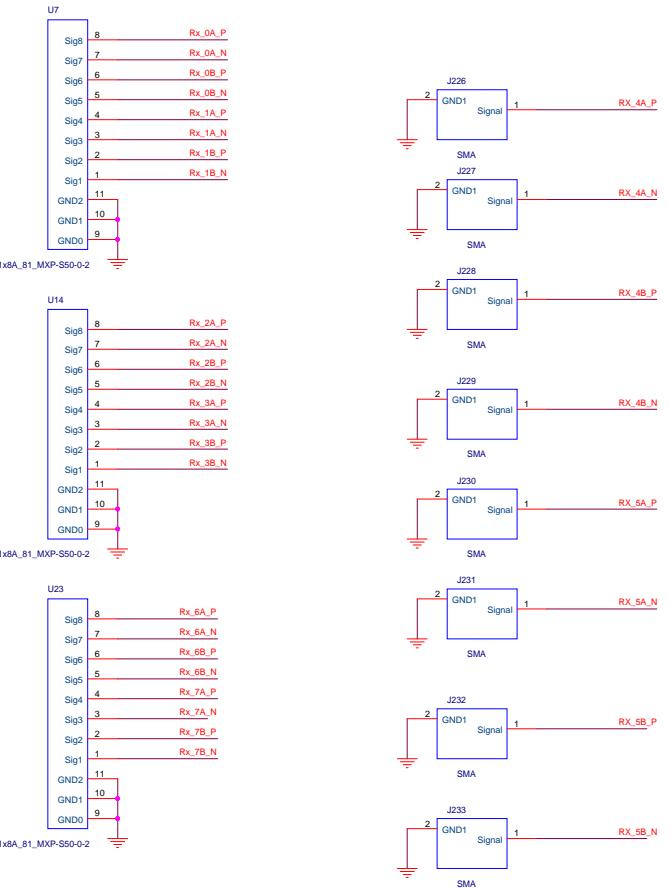 U7
Sig8 8 Rx_0A_P
Sig7 7 Rx_0A_N
Sig6 6 Rx_0B_P
Sig5 5 Rx_0B_N
Sig4 4 Rx_1A_P
Sig3 3 Rx_1A_N
Sig2 2 Rx_1B_P
Sig1 1 Rx_1B_N
GND2 11
GND1 10
GND0 9
1x8A_81_MXP-S50-0-2
U14
Sig8 8 Rx_2A_P
Sig7 7 Rx_2A_N
Sig6 6 Rx_2B_P
Sig5 5 Rx_2B_N
Sig4 4 Rx_3A_P
Sig3 3 Rx_3A_N
Sig2 2 Rx_3B_P
Sig1 1 Rx_3B_N
GND2 11
GND1 10
GND0 9
1x8A_81_MXP-S50-0-2
U23
Sig8 8 Rx_6A_P
Sig7 7 Rx_6A_N
Sig6 6 Rx_6B_P
Sig5 5 Rx_6B_N
Sig4 4 Rx_7A_P
Sig3 3 Rx_7A_N
Sig2 2 Rx_7B_P
Sig1 1 Rx_7B_N
GND2 11
GND1 10
GND0 9
1x8A_81_MXP-S50-0-2
J226
2 GND1
Signal 1 RX_4A_P
SMA
J227
2 GND1
Signal 1 RX_4A_N
SMA
J228
2 GND1
Signal 1 RX_4B_P
SMA
J229
2 GND1
Signal 1 RX_4B_N
SMA
J230
2 GND1
Signal 1 RX_5A_P
SMA
J231
2 GND1
Signal 1 RX_5A_N
SMA
J232
2 GND1
Signal 1 RX_5B_P
SMA
J233
2 GND1
Signal 1 RX_5B_N
SMA